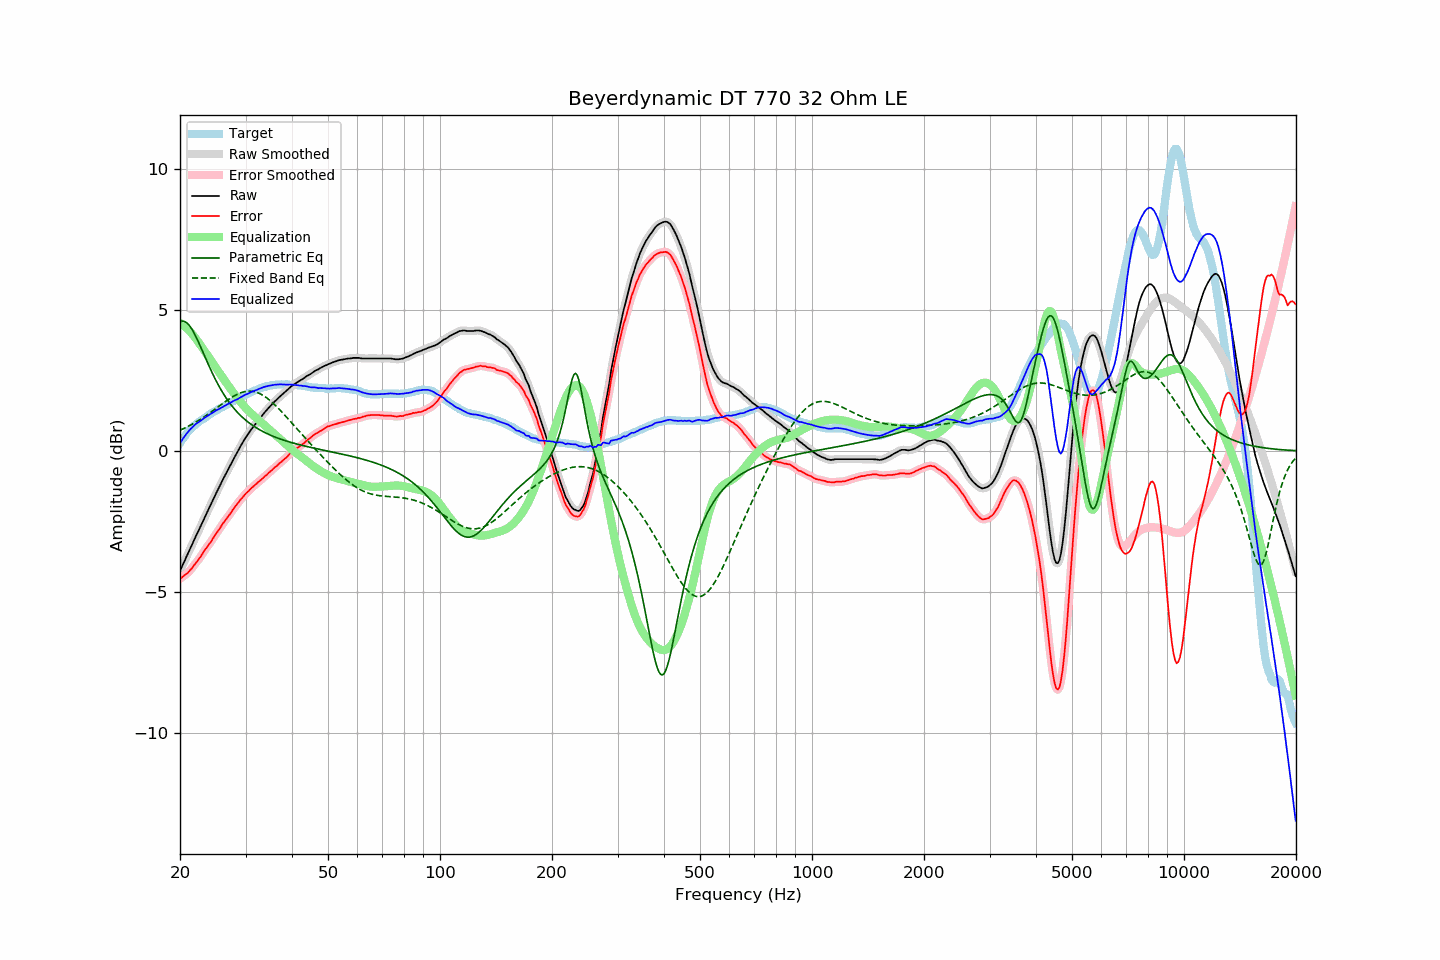 Beyerdynamic DT 770 32 Ohm LE
Target
Raw Smoothed
Error Smoothed
Raw
Error
Equalization
Parametric Eq
Fixed Band Eq
Equalized
Amplitude (dBr)
10
5
0
−5
−10
20
50
100
200
500
1000
2000
5000
10000
20000
Frequency (Hz)